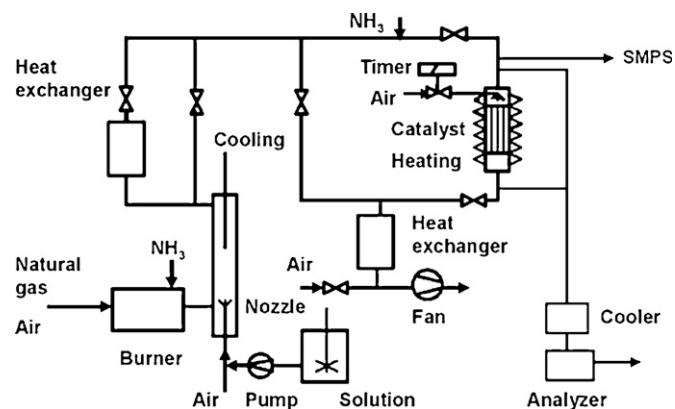 NH3
SMPS
Timer
Heat
exchanger
Air
Cooling
Catalyst
Heating
Heat
exchanger
NH3
Natural
gas
Air
Air
Nozzle
Fan
Cooler
Burner
Air
Pump
Solution
Analyzer